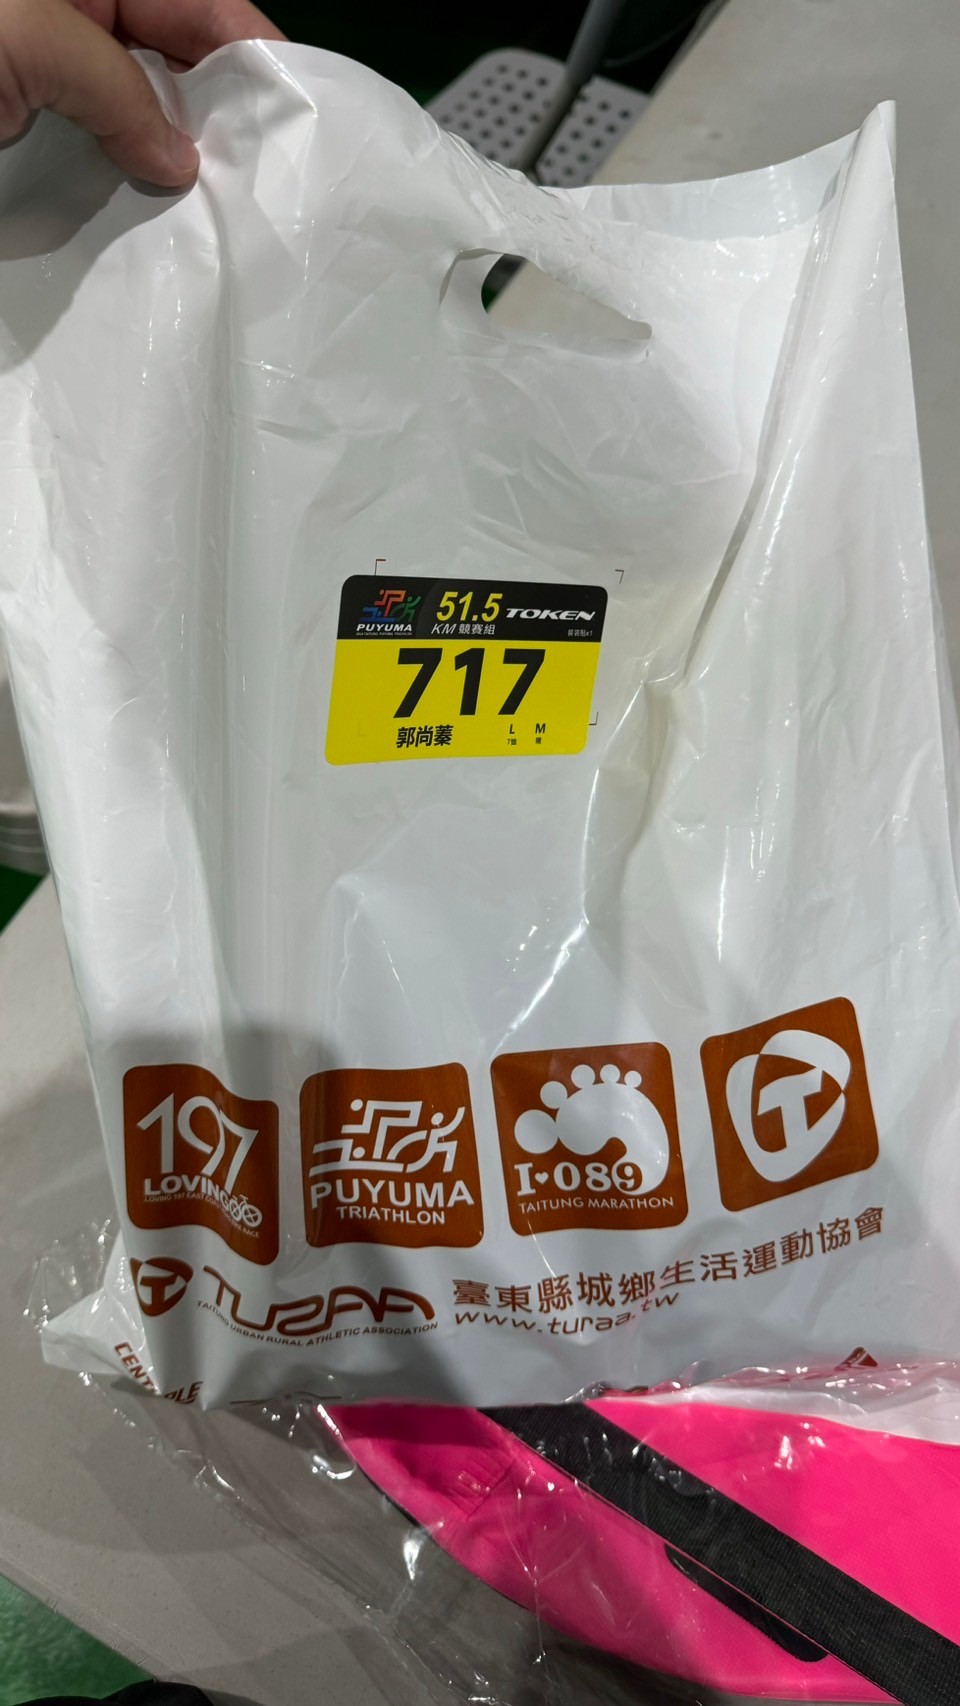 PUYUMA
51.5
KM 競賽組
TOKEN
717
郭尚蓁
L M
197
LOVING
PUYUMA
TRIATHLON
I♥089
TAITUNG MARATHON
T
TURAA
TAITUNG URBAN RURAL ATHLETIC ASSOCIATION
臺東縣城鄉生活運動協會
www.turaa.tw